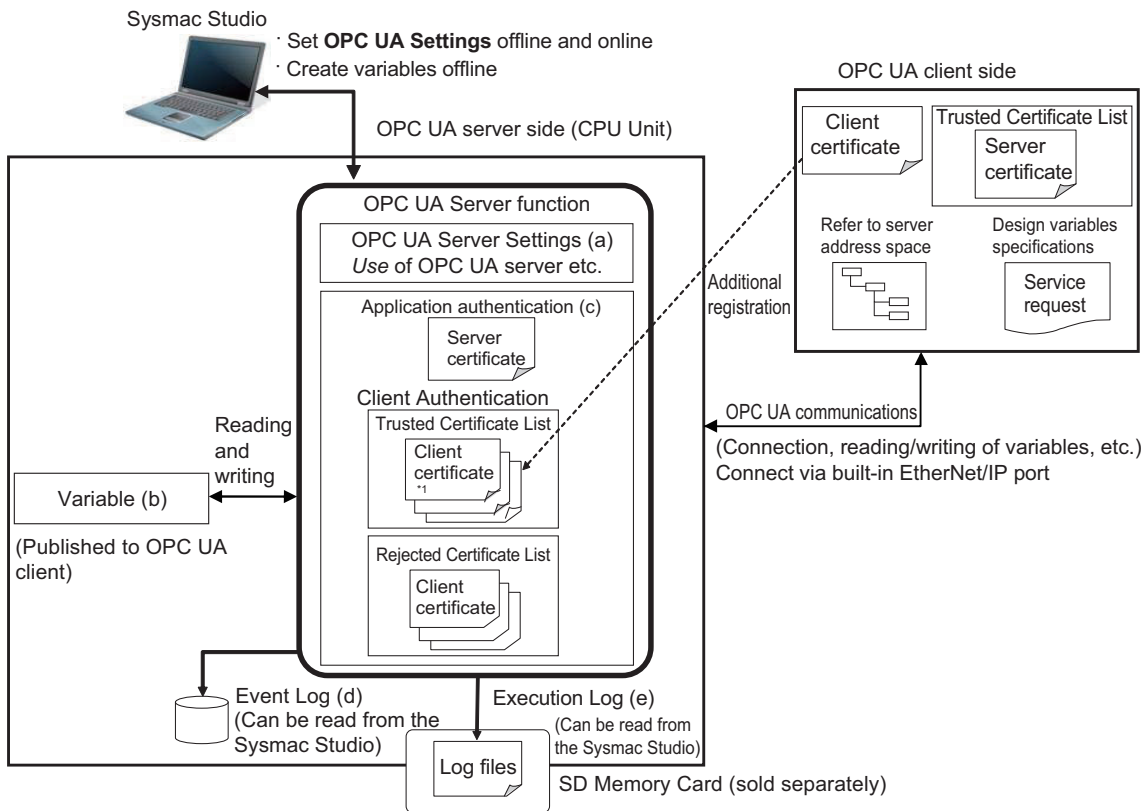 Sysmac Studio
· Set OPC UA Settings offline and online
· Create variables offline
OPC UA server side (CPU Unit)
OPC UA client side
Client
certificate
Trusted Certificate List
Server
certificate
Refer to server
address space
Design variables
specifications
Service
request
OPC UA Server function
OPC UA Server Settings (a)
Use of OPC UA server etc.
Application authentication (c)
Server
certificate
Additional
registration
Client Authentication
Trusted Certificate List
Client
certificate
*1
Rejected Certificate List
Client
certificate
Reading
and
writing
Variable (b)
(Published to OPC UA
client)
OPC UA communications
(Connection, reading/writing of variables, etc.)
Connect via built-in EtherNet/IP port
Event Log (d)
(Can be read from the
Sysmac Studio)
Execution Log (e)
(Can be read from
the Sysmac Studio)
Log files
SD Memory Card (sold separately)